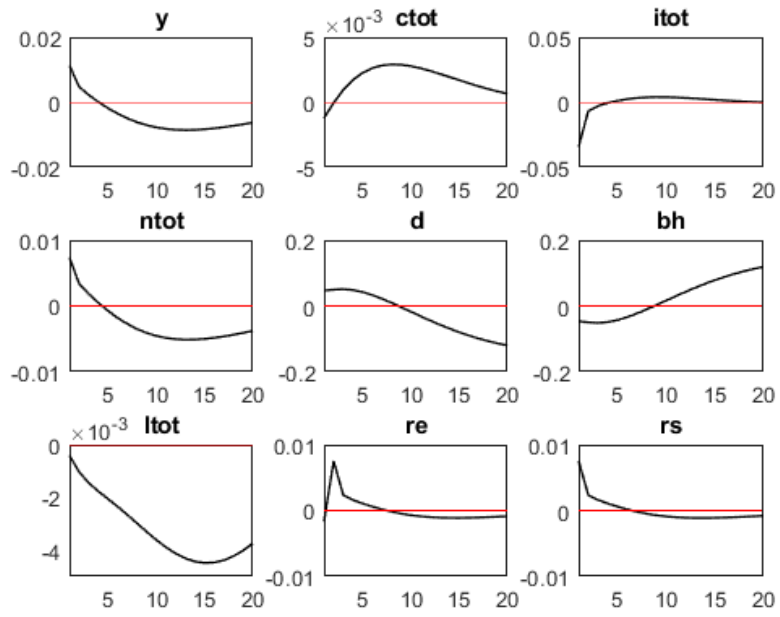 y ctot itot
0.02 0 -0.02 5 10 15 20
×10⁻³ 5 0 -5 5 10 15 20
0.05 0 -0.05 5 10 15 20
ntot d bh
0.01 0 -0.01 5 10 15 20
0.2 0 -0.2 5 10 15 20
0.2 0 -0.2 5 10 15 20
ltot re rs
×10⁻³ 0 -2 -4 5 10 15 20
0.01 0 -0.01 5 10 15 20
0.01 0 -0.01 5 10 15 20